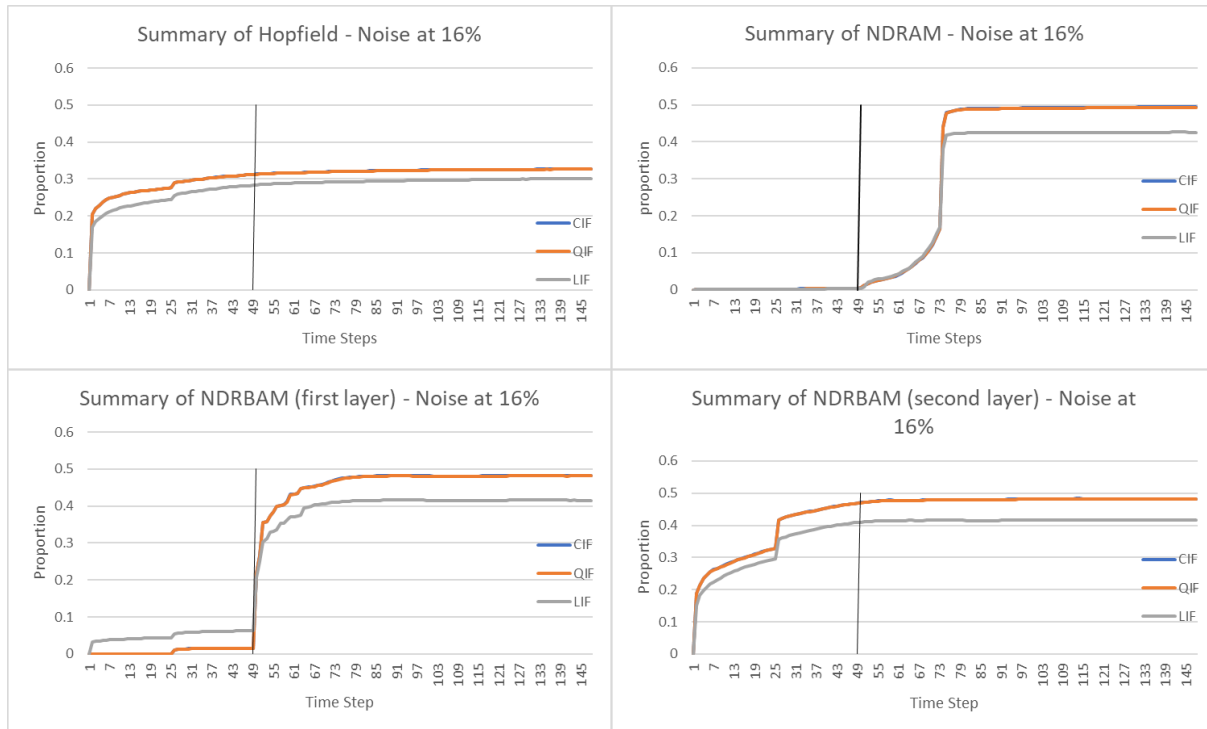 Summary of Hopfield - Noise at 16%
Proportion
0.6
0.5
0.4
0.3
0.2
0.1
0
1 7 13 19 25 31 37 43 49 55 61 67 73 79 85 91 97 103 109 115 121 127 133 139 145
Time Steps
CIF
QIF
LIF
Summary of NDRAM - Noise at 16%
proportion
0.6
0.5
0.4
0.3
0.2
0.1
0
1 7 13 19 25 31 37 43 49 55 61 67 73 79 85 91 97 103 109 115 121 127 133 139 145
Time Steps
CIF
QIF
LIF
Summary of NDRBAM (first layer) - Noise at 16%
Proportion
0.6
0.5
0.4
0.3
0.2
0.1
0
1 7 13 19 25 31 37 43 49 55 61 67 73 79 85 91 97 103 109 115 121 127 133 139 145
Time Step
CIF
QIF
LIF
Summary of NDRBAM (second layer) - Noise at
16%
Proportion
0.6
0.5
0.4
0.3
0.2
0.1
0
1 7 13 19 25 31 37 43 49 55 61 67 73 79 85 91 97 103 109 115 121 127 133 139 145
Time Step
CIF
QIF
LIF